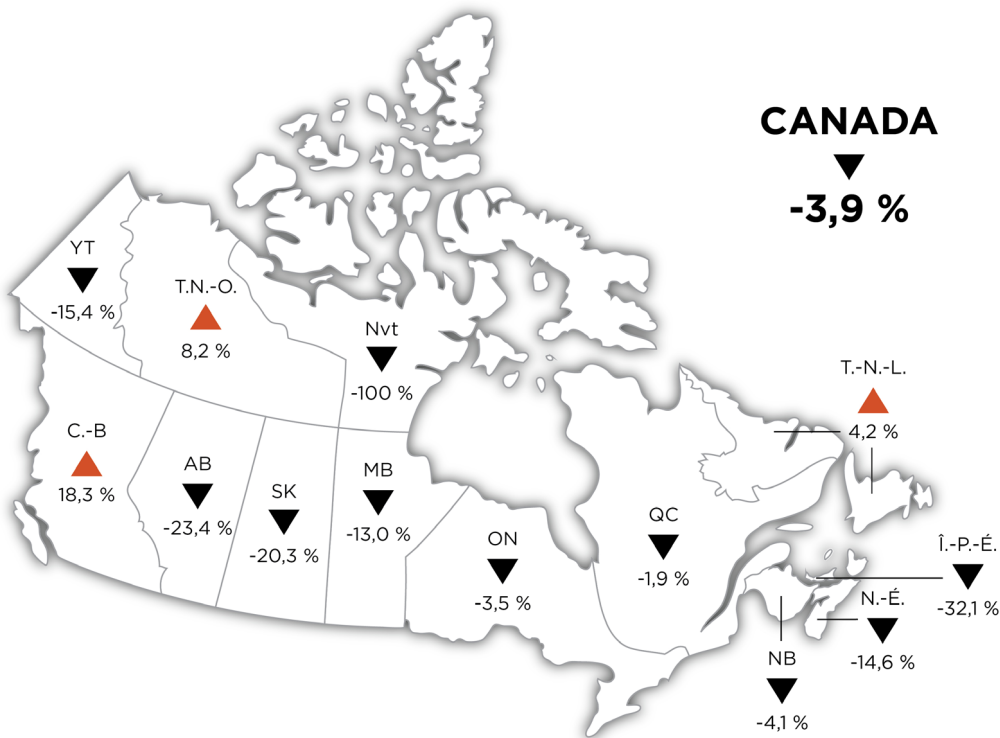 CANADA
-3,9 %
YT
-15,4 %
T.N.-O.
8,2 %
Nvt
-100 %
T.-N.-L.
4,2 %
C.-B
18,3 %
AB
-23,4 %
SK
-20,3 %
MB
-13,0 %
ON
-3,5 %
QC
-1,9 %
Î.-P.-É.
-32,1 %
N.-É.
-14,6 %
NB
-4,1 %